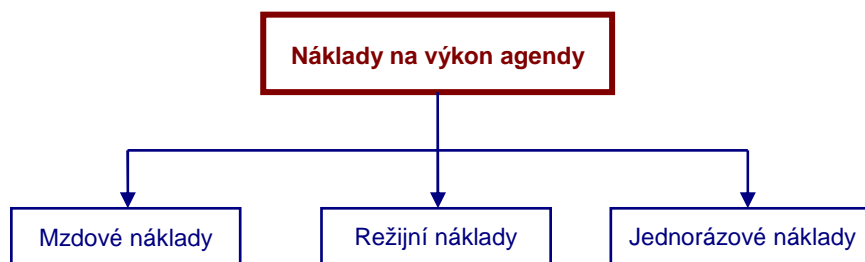 Náklady na výkon agendy
Mzdové náklady
Režijní náklady
Jednorázové náklady